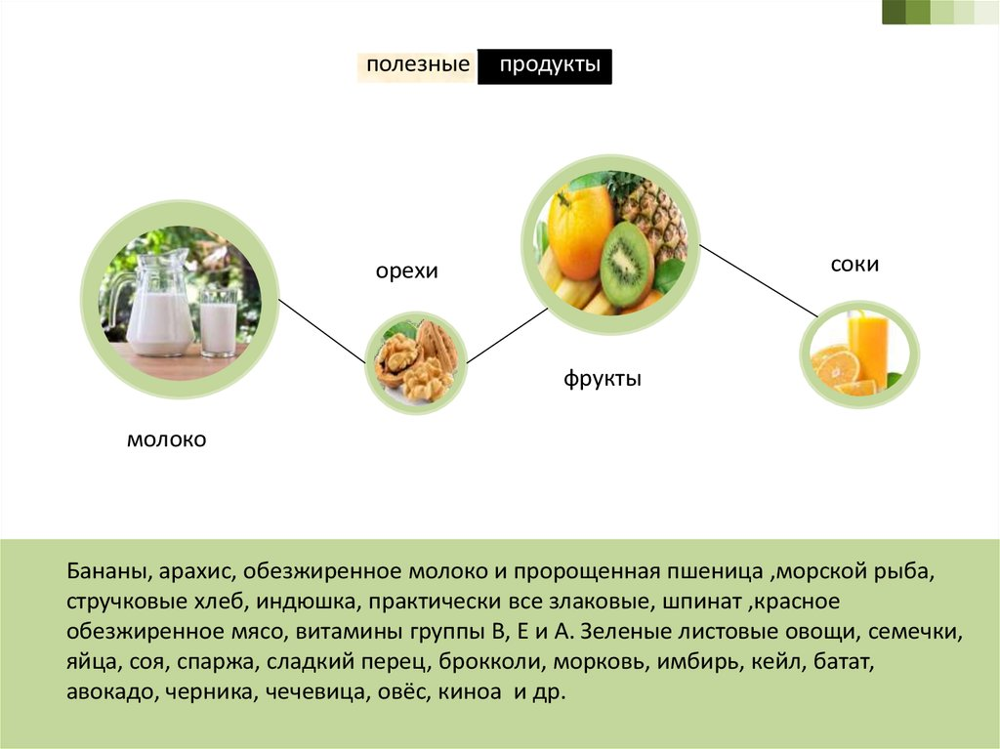 полезные продукты
орехи
соки
фрукты
молоко
Бананы, арахис, обезжиренное молоко и пророщенная пшеница ,морской рыба,
стручковые хлеб, индюшка, практически все злаковые, шпинат ,красное
обезжиренное мясо, витамины группы В, Е и А. Зеленые листовые овощи, семечки,
яйца, соя, спаржа, сладкий перец, брокколи, морковь, имбирь, кейл, батат,
авокадо, черника, чечевица, овёс, киноа и др.